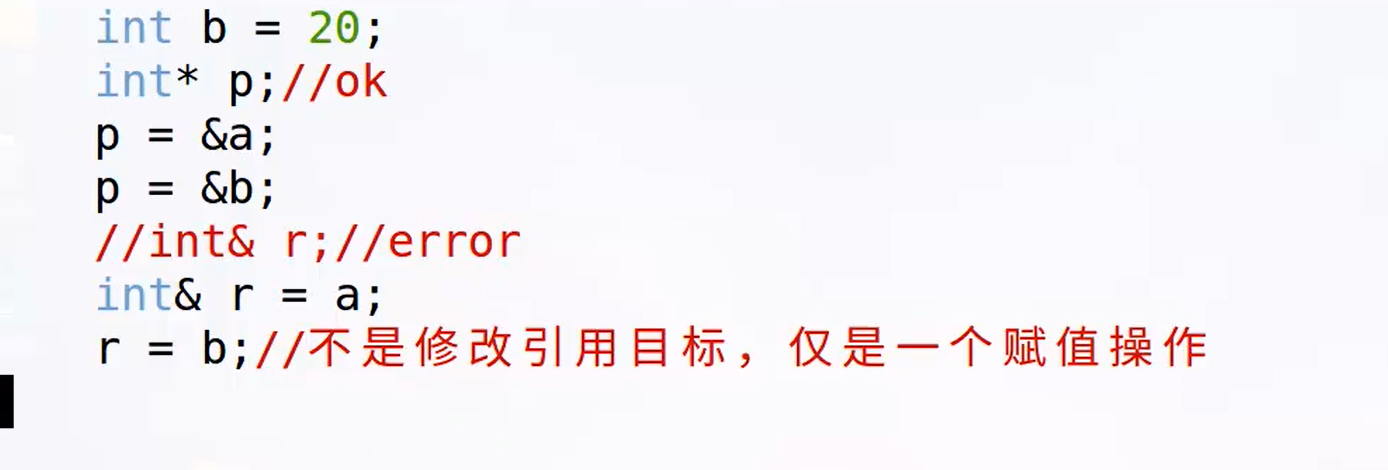 int b = 20;
int* p;//ok
p = &a;
p = &b;
//int& r;//error
int& r = a;
r = b;//不是修改引用目标，仅是一个赋值操作